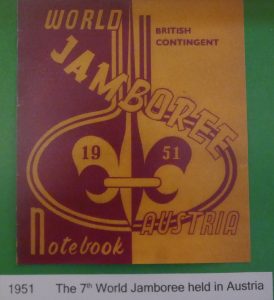 WORLD
BRITISH
CONTINGENT
JAMBOREE
19 51
AUSTRIA
Notebook
1951 The 7th World Jamboree held in Austria